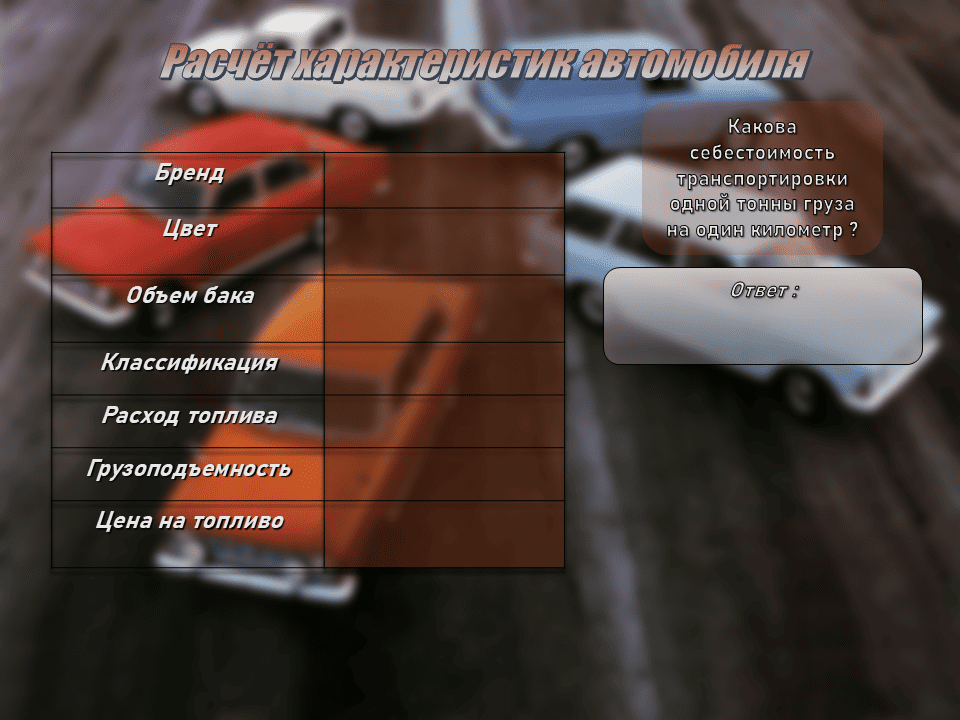 Расчёт характеристик автомобиля
Бренд
Цвет
Объем бака
Классификация
Расход топлива
Грузоподъемность
Цена на топливо
Какова
себестоимость
транспортировки
одной тонны груза
на один километр ?
Ответ :